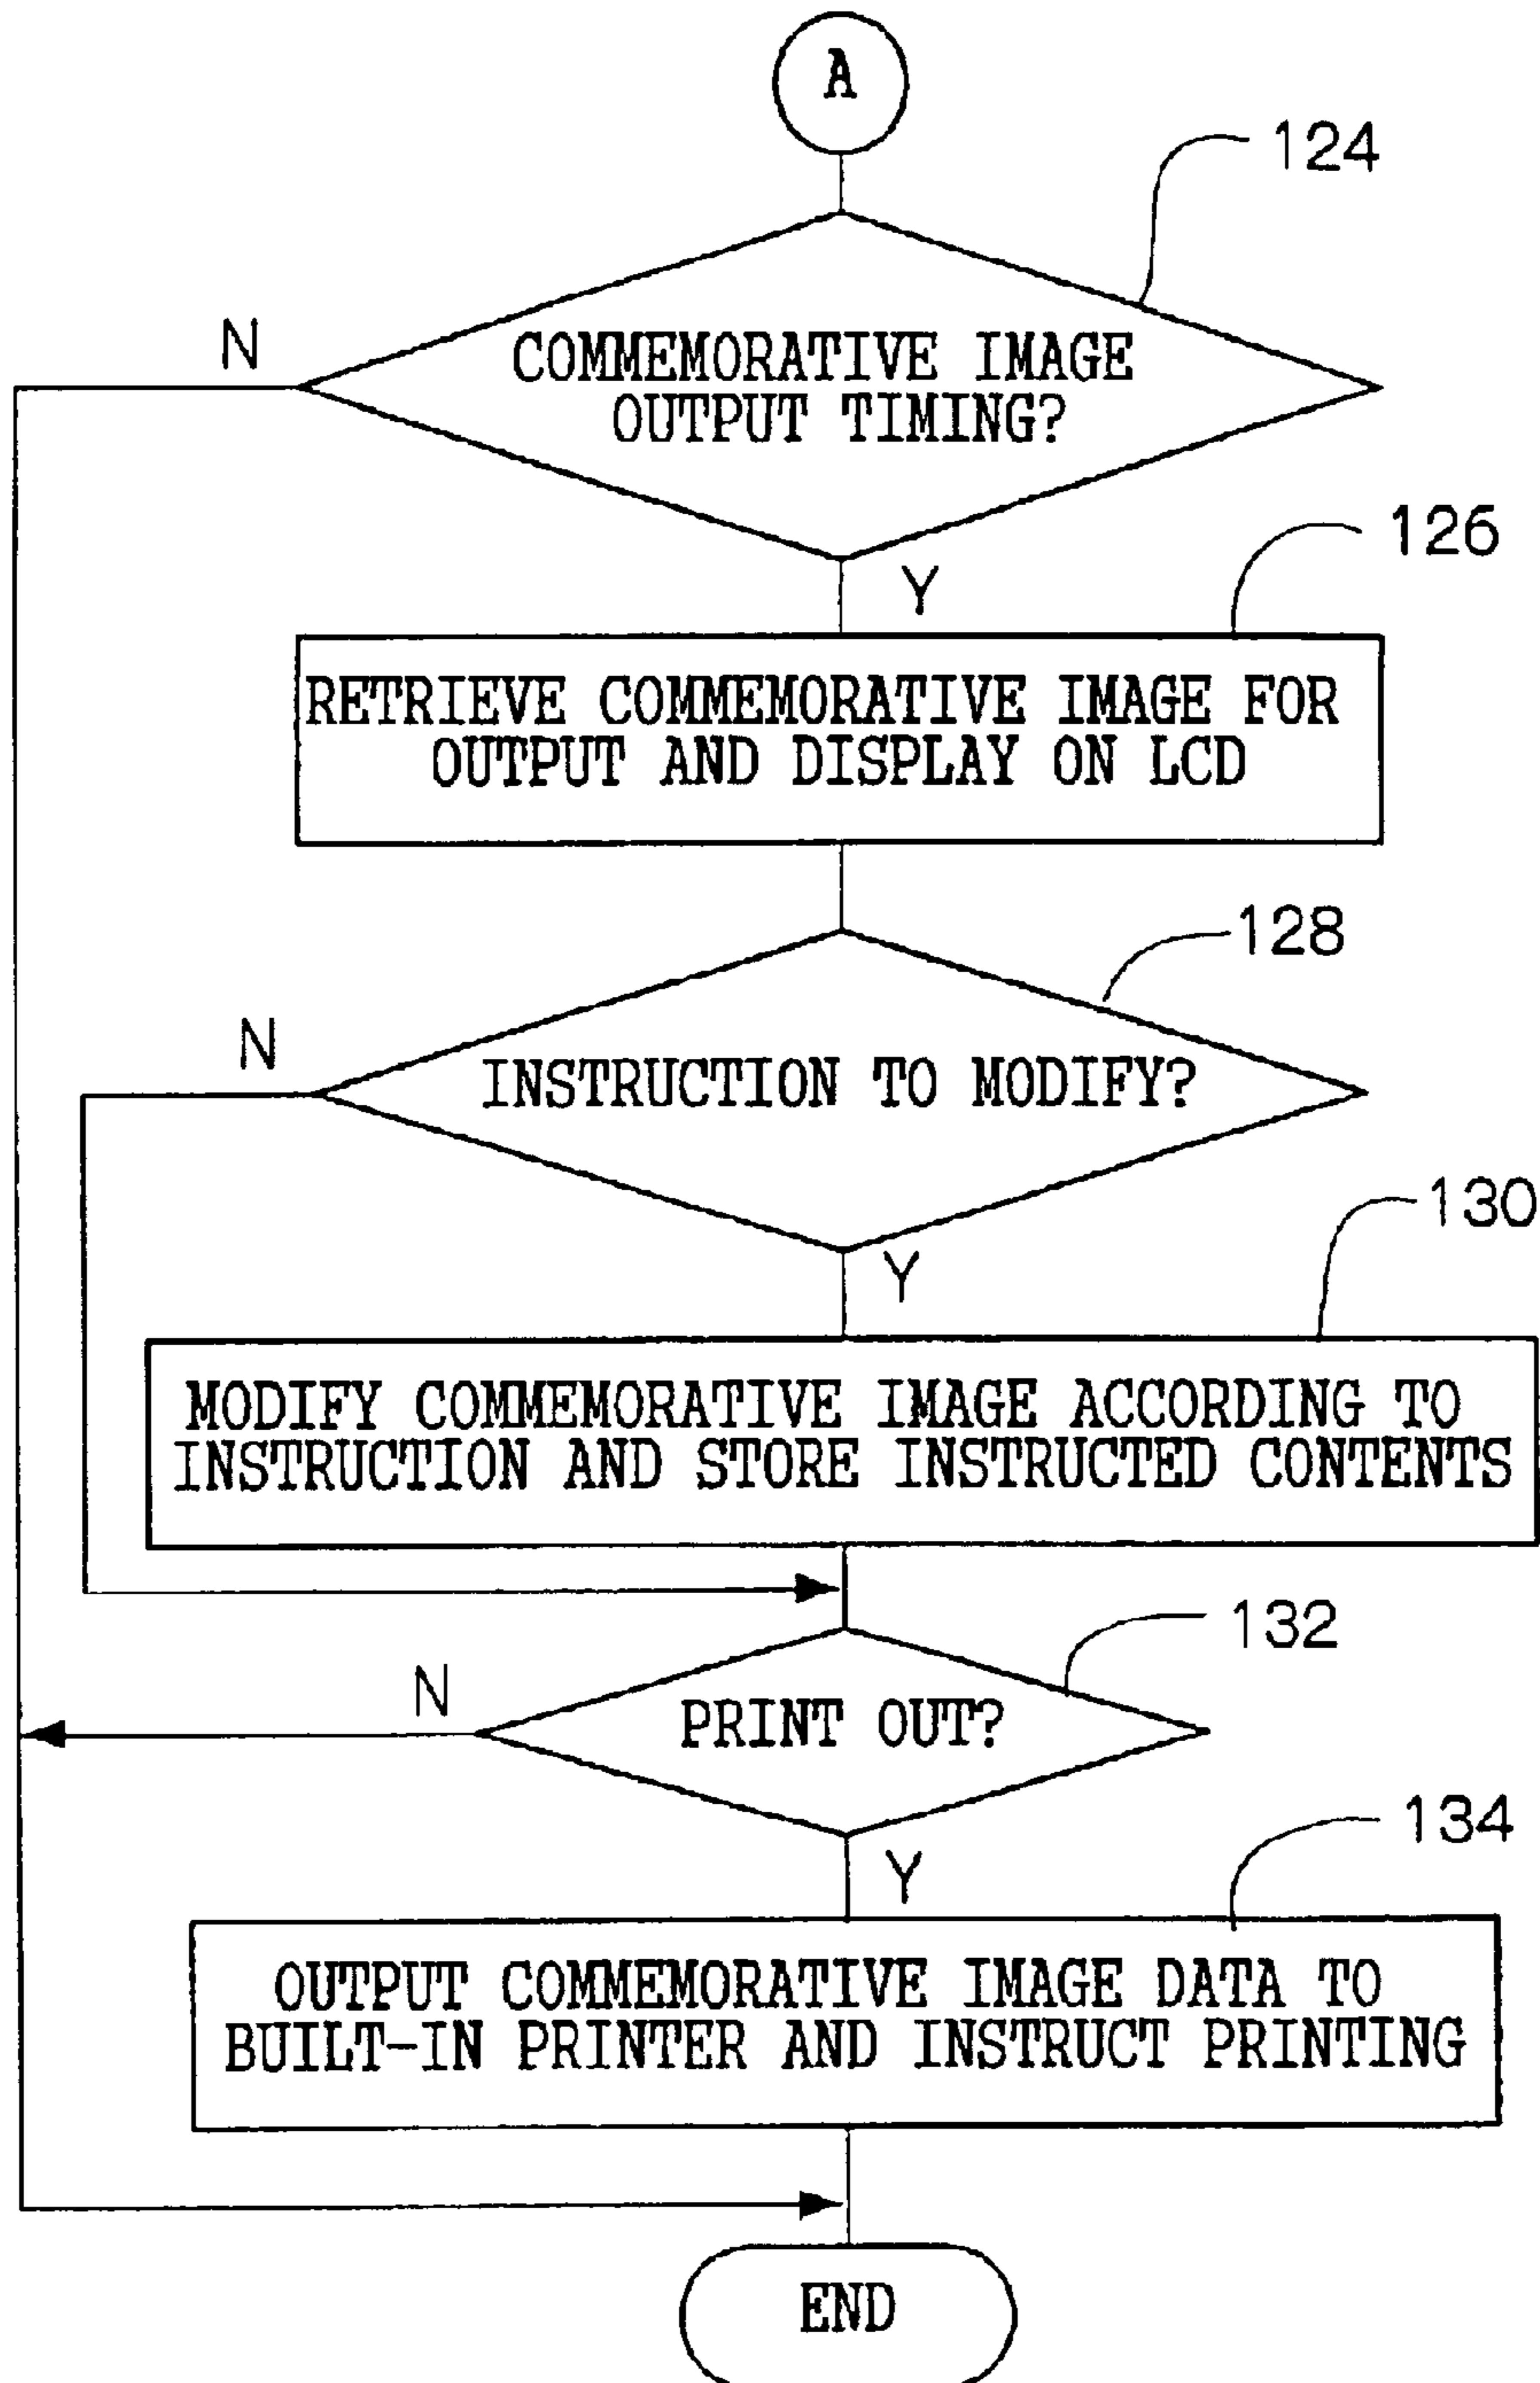 A
124
N
COMMEMORATIVE IMAGE
OUTPUT TIMING?
126
Y
RETRIEVE COMMEMORATIVE IMAGE FOR
OUTPUT AND DISPLAY ON LCD
128
N
INSTRUCTION TO MODIFY?
130
Y
MODIFY COMMEMORATIVE IMAGE ACCORDING TO
INSTRUCTION AND STORE INSTRUCTED CONTENTS
132
N
PRINT OUT?
134
Y
OUTPUT COMMEMORATIVE IMAGE DATA TO
BUILT-IN PRINTER AND INSTRUCT PRINTING
END